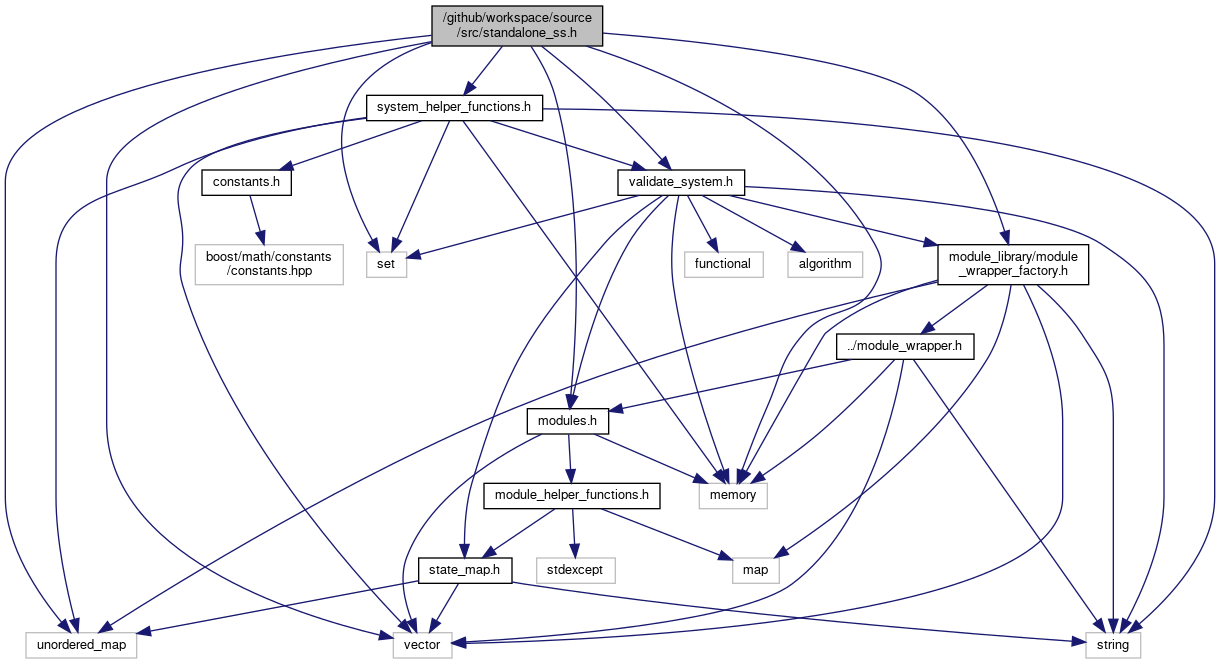 /github/workspace/source
/src/standalone_ss.h
system_helper_functions.h
constants.h
validate_system.h
boost/math/constants
/constants.hpp
set
functional
algorithm
module_library/module
_wrapper_factory.h
../module_wrapper.h
modules.h
module_helper_functions.h
memory
state_map.h
stdexcept
map
unordered_map
vector
string